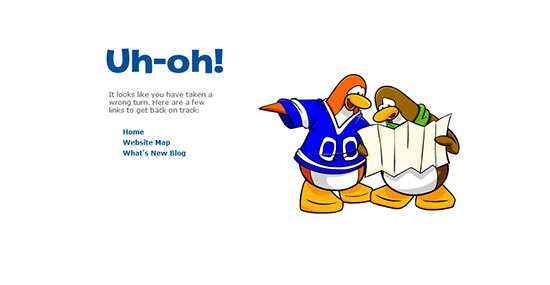 Uh-oh!
It looks like you have taken a
wrong turn. Here are a few
links to get back on track:
Home
Website Map
What's New Blog
00